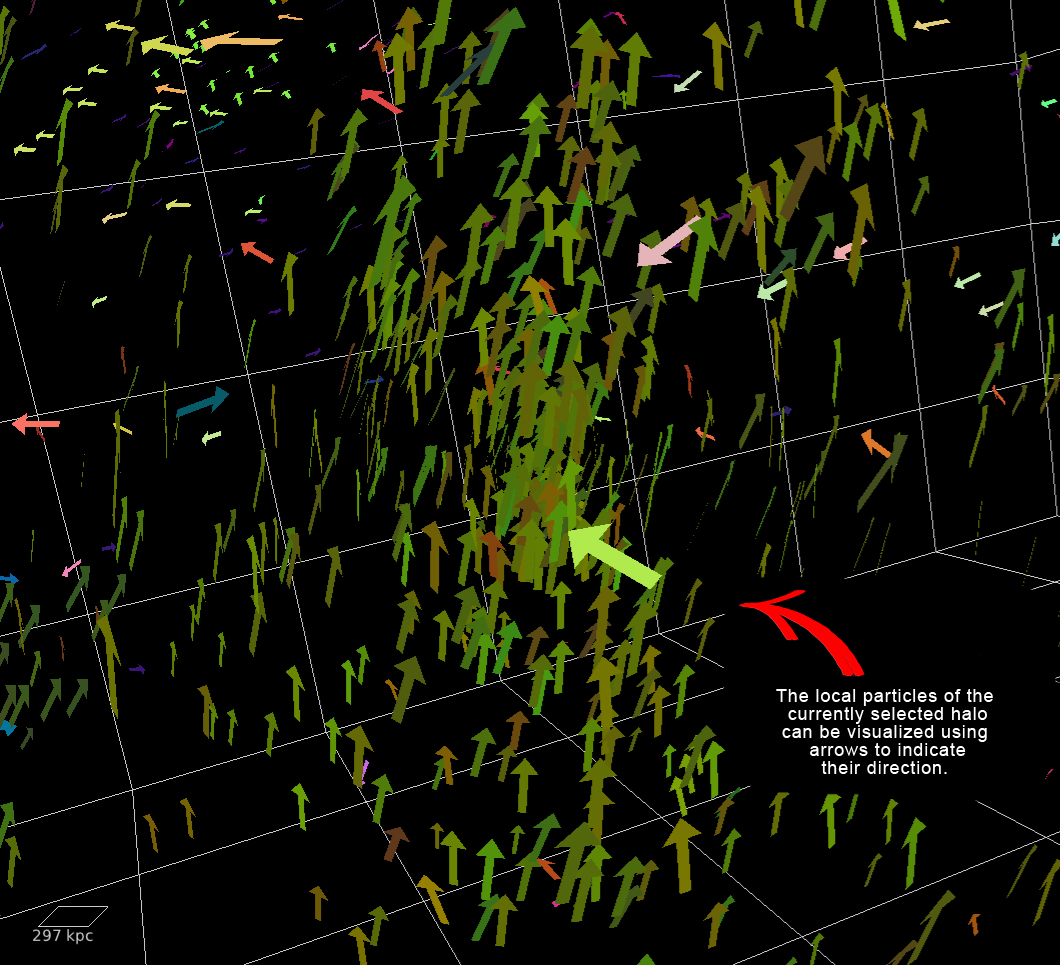 The local particles of the
currently selected halo
can be visualized using
arrows to indicate
their direction.
297 kpc